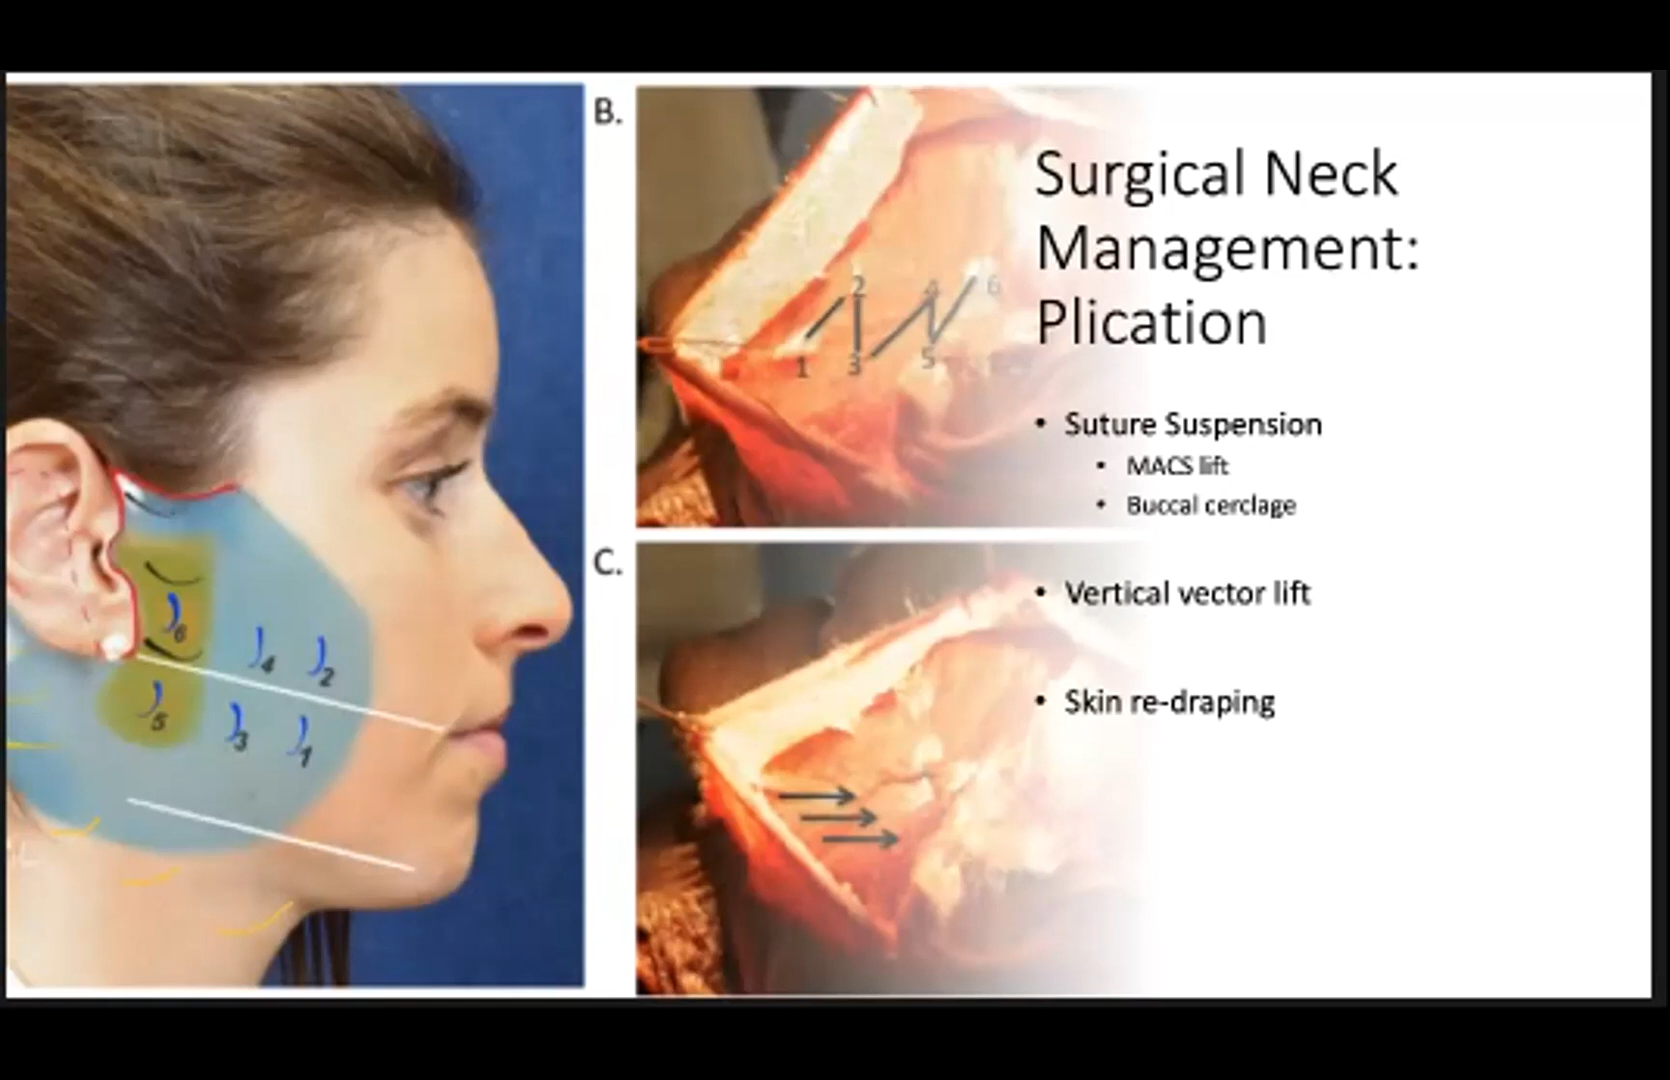 B.
Surgical Neck
Management:
Plication
2
4
6
1
3
5
• Suture Suspension
• MACS lift
• Buccal cerclage
C.
• Vertical vector lift
• Skin re-draping
6
4
2
5
3
1